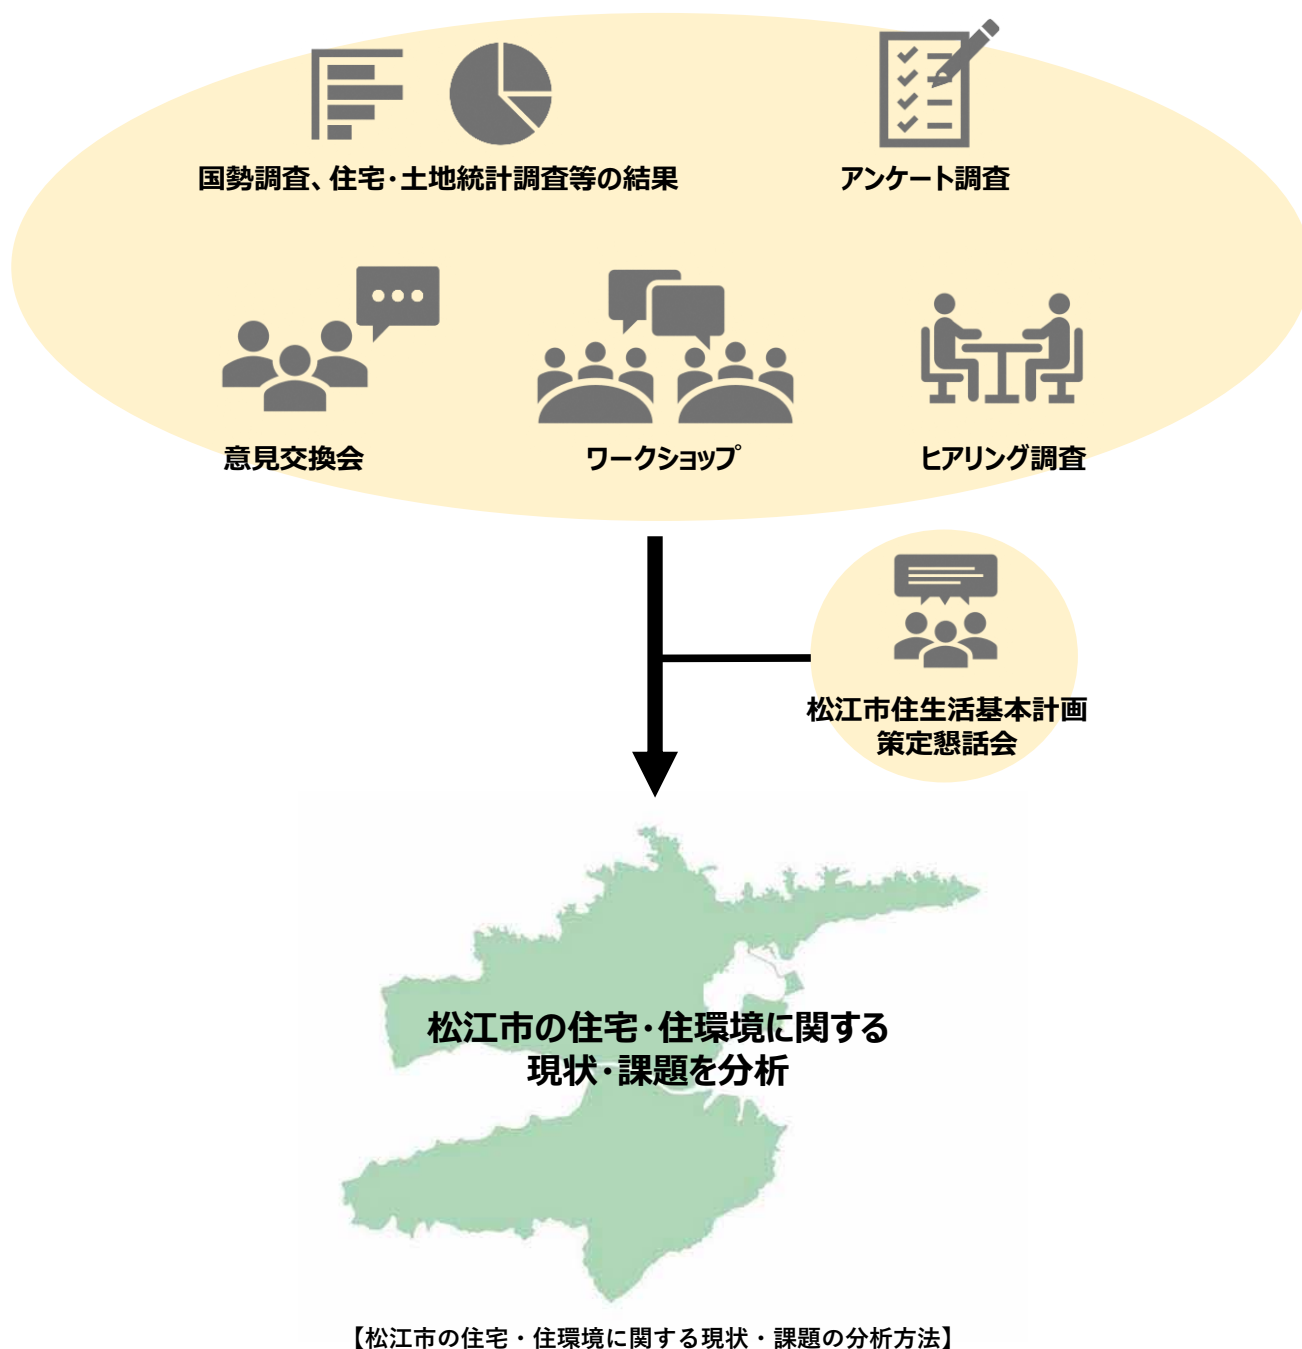 国勢調査、住宅・土地統計調査等の結果
アンケート調査
意見交換会
ワークショップ
ヒアリング調査
松江市住生活基本計画
策定懇話会
松江市の住宅・住環境に関する
現状・課題を分析
【松江市の住宅・住環境に関する現状・課題の分析方法】